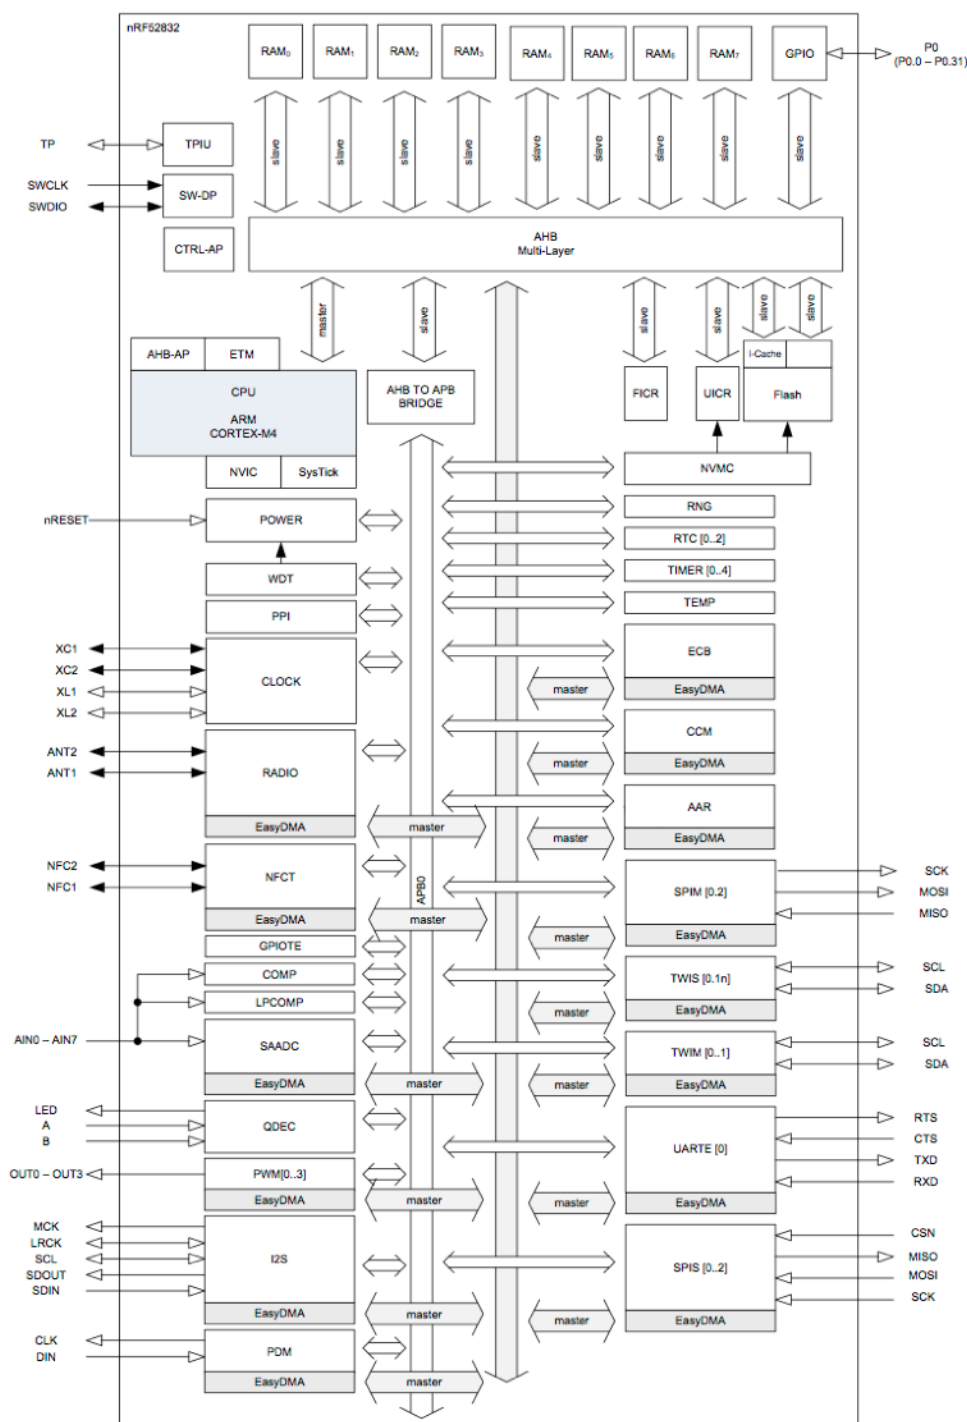 nRF52832
RAM0
RAM1
RAM2
RAM3
RAM4
RAM5
RAM6
RAM7
GPIO
P0
(P0.0 – P0.31)
slave
slave
slave
slave
slave
slave
slave
slave
slave
TP
TPIU
SWCLK
SWDIO
SW-DP
CTRL-AP
AHB
Multi-Layer
master
slave
slave
slave
slave
slave
AHB-AP
ETM
CPU
ARM
CORTEX-M4
NVIC
SysTick
AHB TO APB
BRIDGE
FICR
UICR
I-Cache
Flash
NVMC
nRESET
POWER
RNG
RTC [0..2]
WDT
TIMER [0..4]
PPI
TEMP
XC1
XC2
XL1
XL2
CLOCK
ECB
master
EasyDMA
ANT2
ANT1
RADIO
EasyDMA
master
CCM
master
EasyDMA
AAR
master
EasyDMA
NFC2
NFC1
NFCT
EasyDMA
master
APB0
SPIM [0.2]
master
EasyDMA
SCK
MOSI
MISO
GPIOTE
COMP
LPCOMP
AIN0 – AIN7
SAADC
EasyDMA
master
TWIS [0.1n]
master
EasyDMA
SCL
SDA
TWIM [0..1]
master
EasyDMA
SCL
SDA
LED
A
B
QDEC
UARTE [0]
master
EasyDMA
RTS
CTS
TXD
RXD
OUT0 – OUT3
PWM[0..3]
EasyDMA
master
MCK
LRCK
SCL
SDOUT
SDIN
I2S
EasyDMA
master
SPIS [0..2]
master
EasyDMA
CSN
MISO
MOSI
SCK
CLK
DIN
PDM
EasyDMA
master